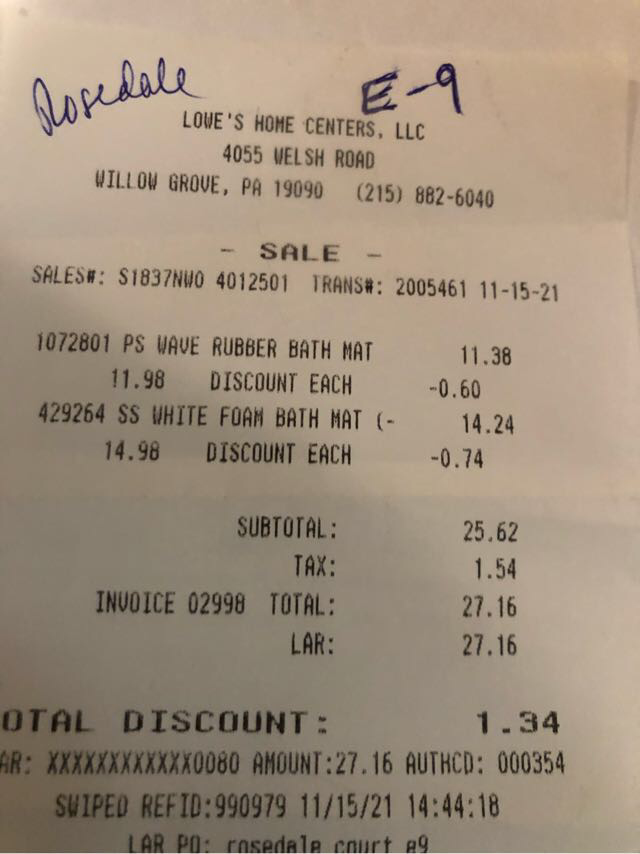 Rosedale E-9
LOWE'S HOME CENTERS, LLC
4055 WELSH ROAD
WILLOW GROVE, PA 19090 (215) 882-6040
- SALE -
SALES#: S1837NW0 4012501 TRANS#: 2005461 11-15-21
1072801 PS WAVE RUBBER BATH MAT 11.38
11.98 DISCOUNT EACH -0.60
429264 SS WHITE FOAM BATH MAT (- 14.24
14.98 DISCOUNT EACH -0.74
SUBTOTAL: 25.62
TAX: 1.54
INVOICE 02998 TOTAL: 27.16
LAR: 27.16
OTAL DISCOUNT: 1.34
AR: XXXXXXXXXXXX0080 AMOUNT:27.16 AUTHCD: 000354
SWIPED REFID:990979 11/15/21 14:44:18
LAR PO: rosedale court e9